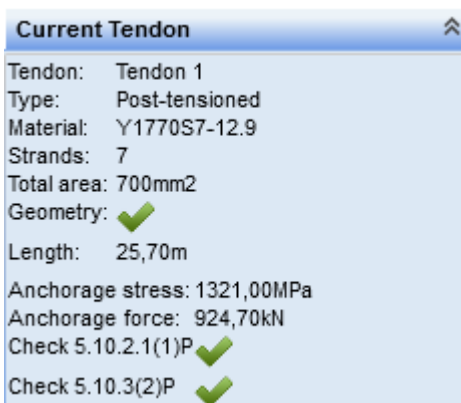 Current Tendon
Tendon: Tendon 1
Type: Post-tensioned
Material: Y1770S7-12.9
Strands: 7
Total area: 700mm2
Geometry:
Length: 25,70m
Anchorage stress: 1321,00MPa
Anchorage force: 924,70kN
Check 5.10.2.1(1)P
Check 5.10.3(2)P